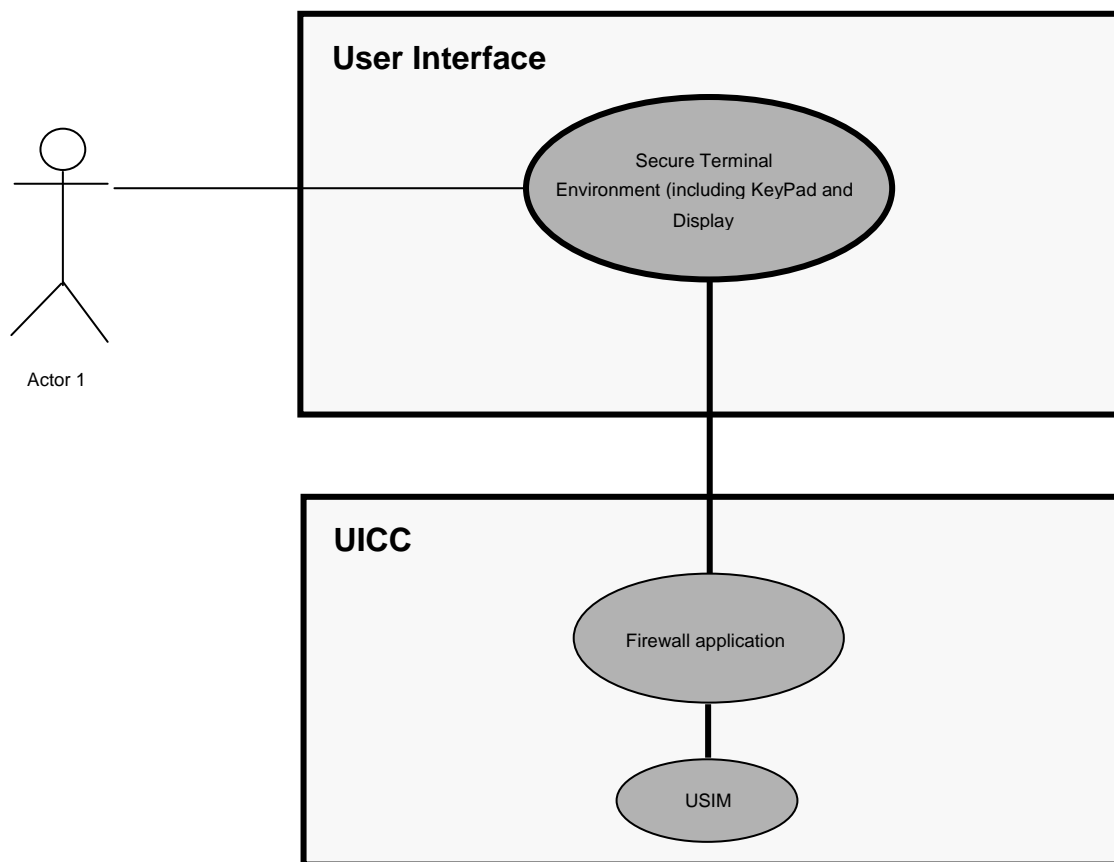 User Interface
Secure Terminal
Environment (including KeyPad and
Display
Actor 1
UICC
Firewall application
USIM